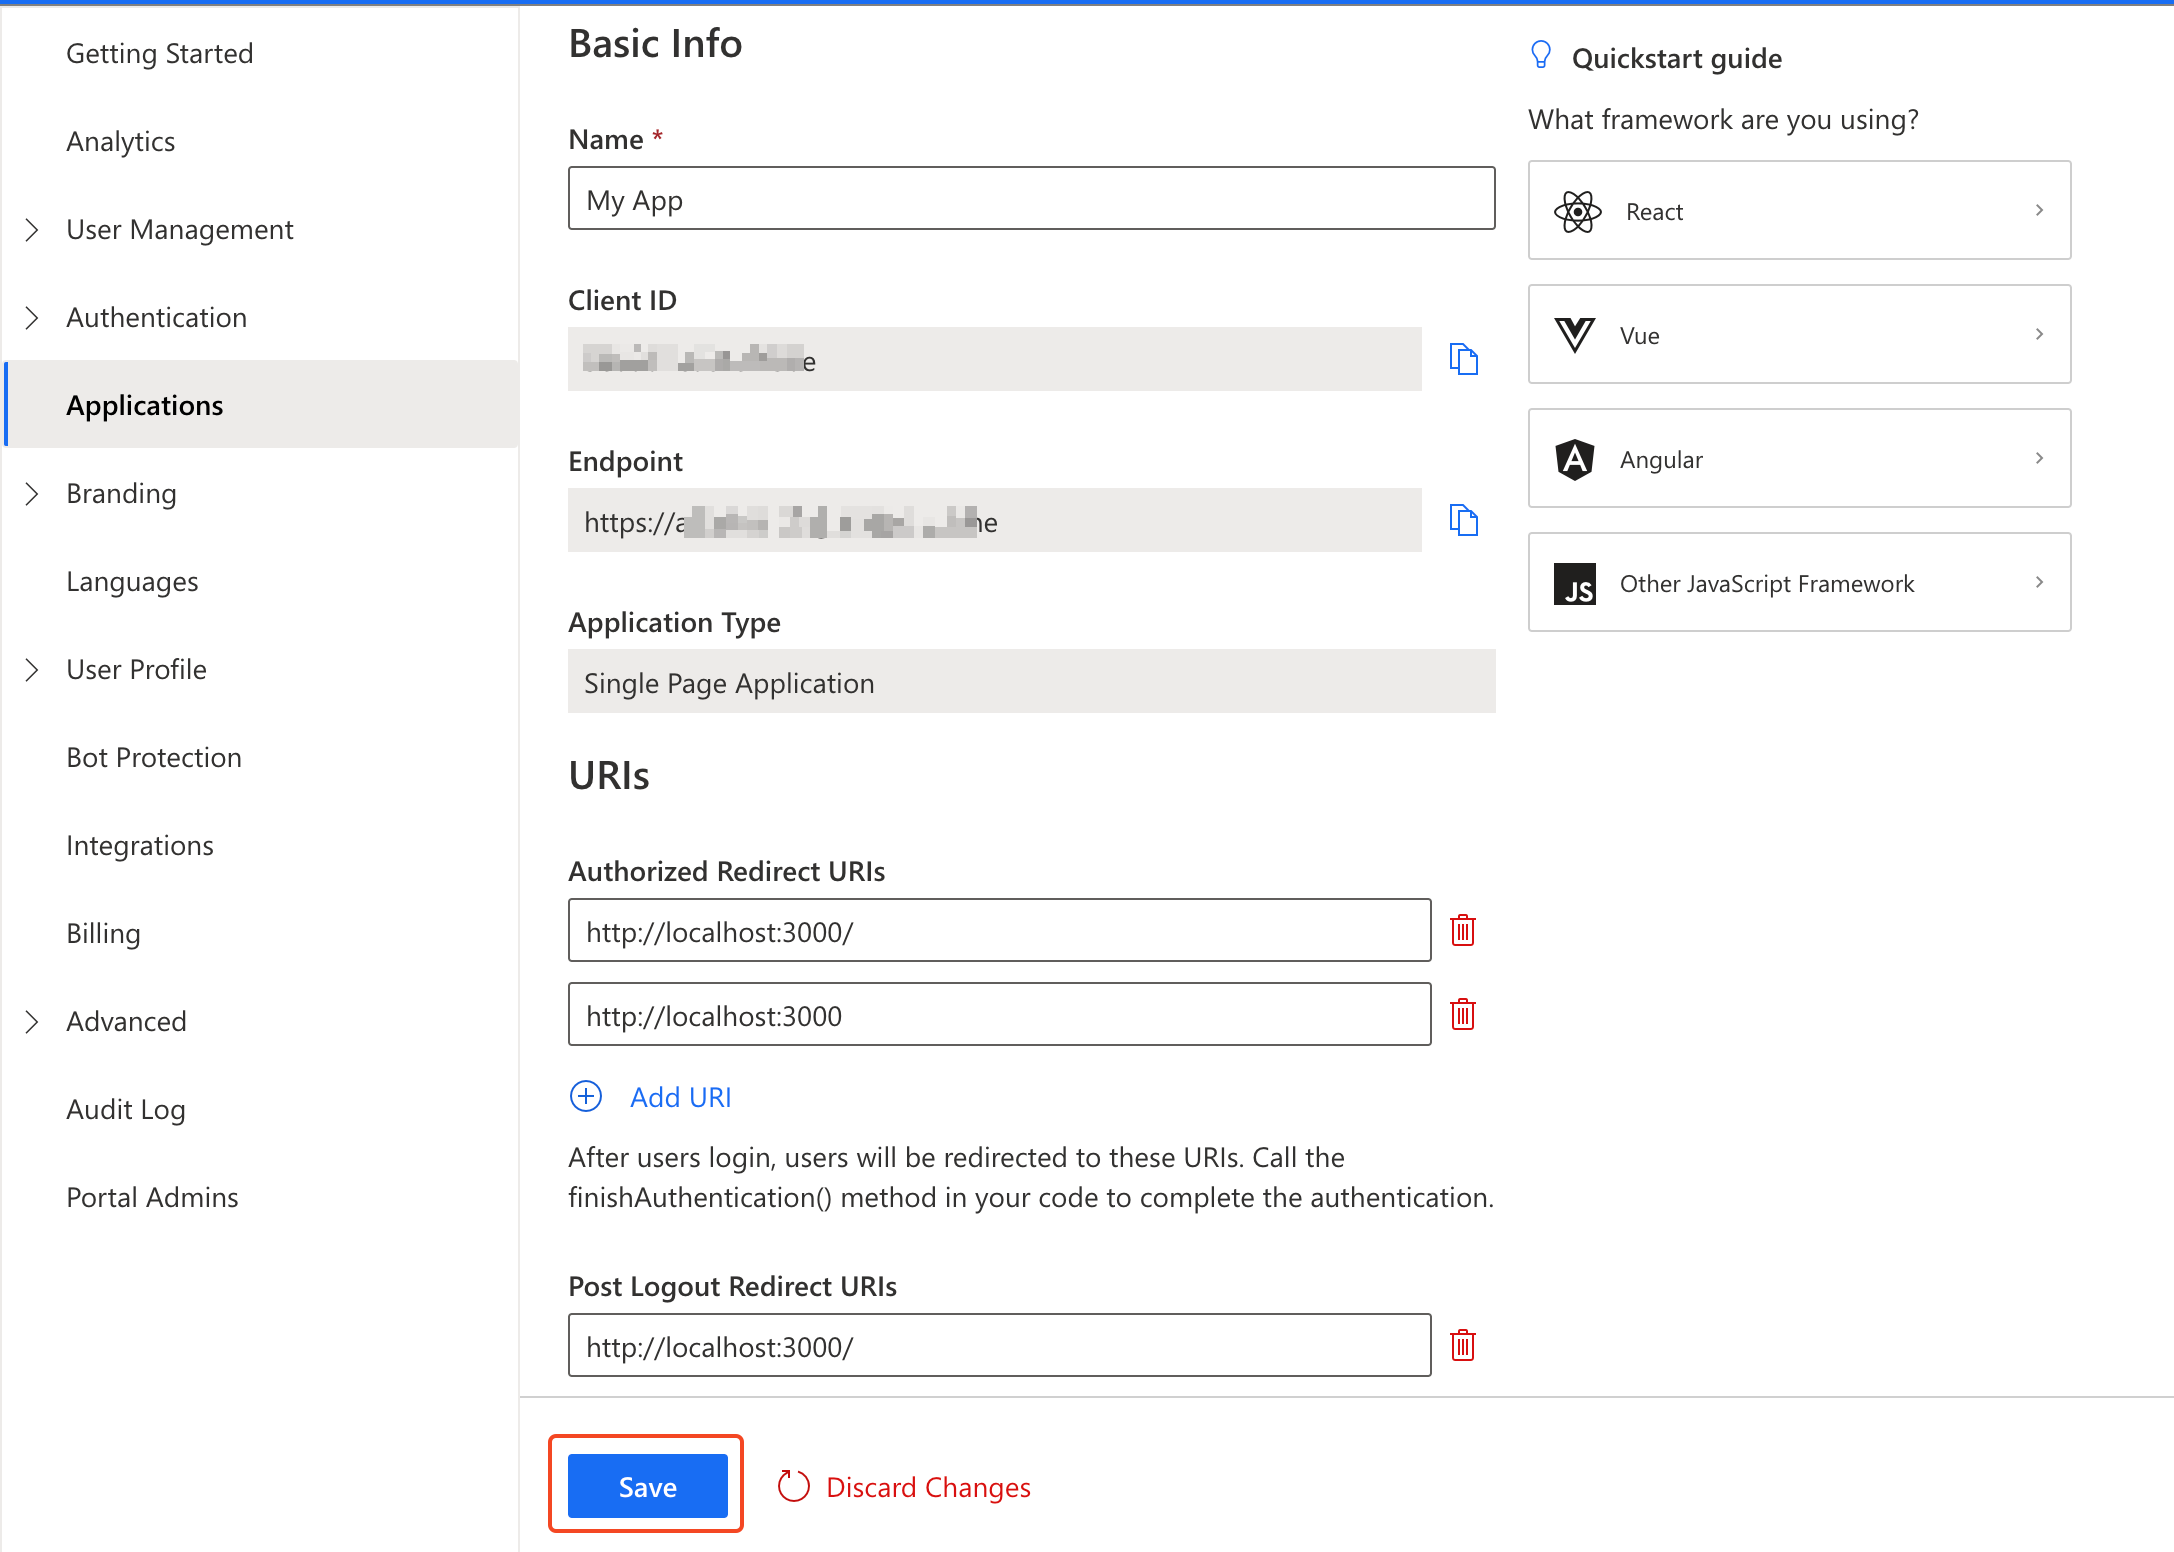 Getting Started
Analytics
User Management
Authentication
Applications
Branding
Languages
User Profile
Bot Protection
Integrations
Billing
Advanced
Audit Log
Portal Admins
Basic Info
Name *
My App
Client ID
Endpoint
https://
Application Type
Single Page Application
URIs
Authorized Redirect URIs
http://localhost:3000/
http://localhost:3000
Add URI
After users login, users will be redirected to these URIs. Call the
finishAuthentication() method in your code to complete the authentication.
Post Logout Redirect URIs
http://localhost:3000/
Save
Discard Changes
Quickstart guide
What framework are you using?
React
Vue
Angular
JS
Other JavaScript Framework